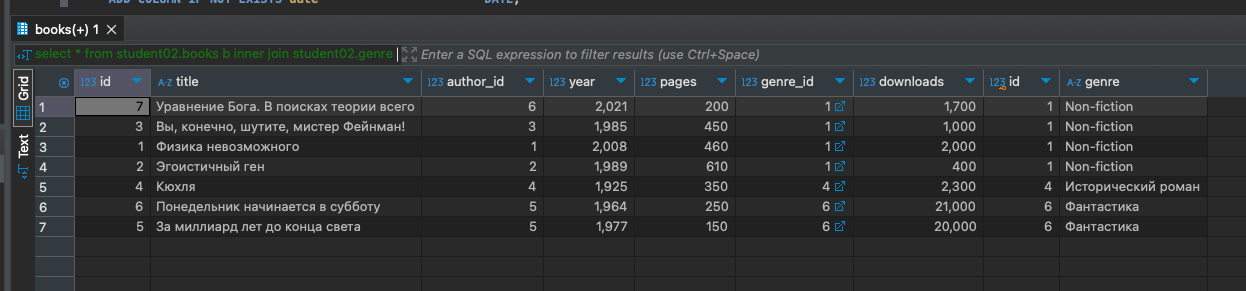 ADD COLUMN IF NOT EXISTS date DATE;
books(+) 1
select * from student02.books b inner join student02.genre Enter a SQL expression to filter results (use Ctrl+Space)
Grid
Text
123 id A-Z title 123 author_id 123 year 123 pages 123 genre_id 123 downloads 123 id A-Z genre
1 7 Уравнение Бога. В поисках теории всего 6 2,021 200 1 1,700 1 Non-fiction
2 3 Вы, конечно, шутите, мистер Фейнман! 3 1,985 450 1 1,000 1 Non-fiction
3 1 Физика невозможного 1 2,008 460 1 2,000 1 Non-fiction
4 2 Эгоистичный ген 2 1,989 610 1 400 1 Non-fiction
5 4 Кюхля 4 1,925 350 4 2,300 4 Исторический роман
6 6 Понедельник начинается в субботу 5 1,964 250 6 21,000 6 Фантастика
7 5 За миллиард лет до конца света 5 1,977 150 6 20,000 6 Фантастика